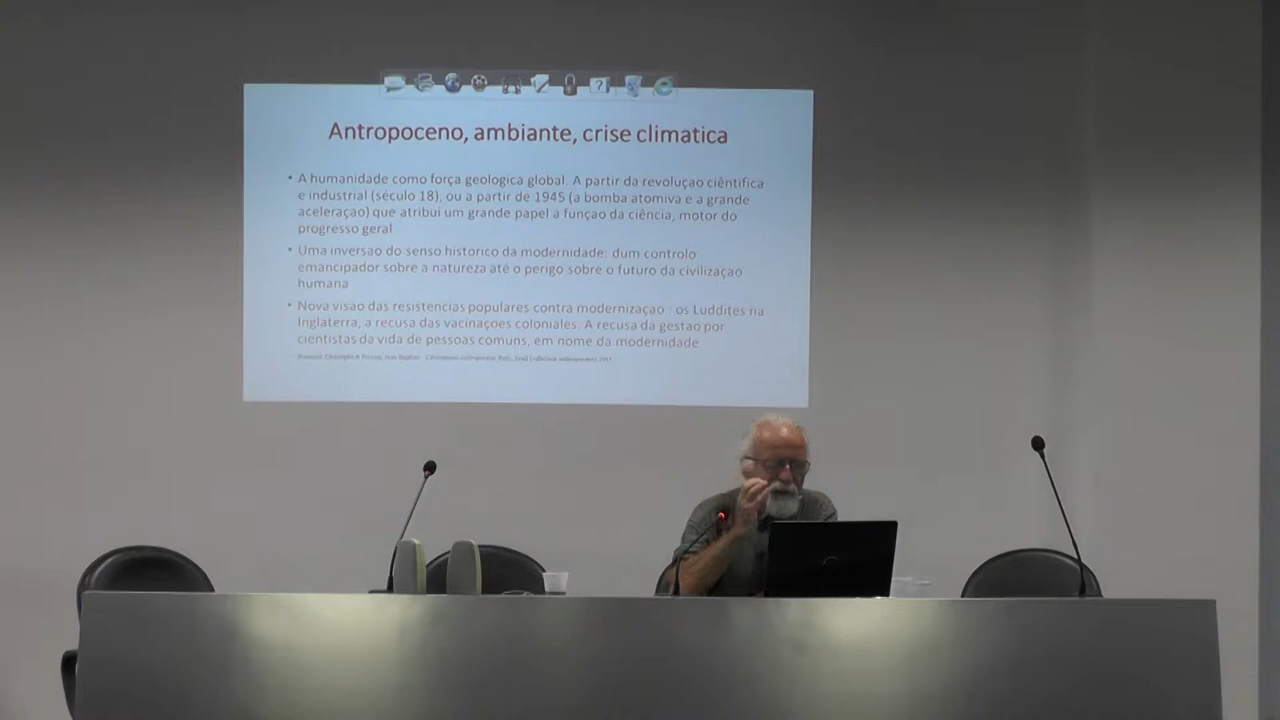 Antropoceno, ambiante, crise climatica
• A humanidade como força geologica global. A partir da revoluçao ciêntifica
e industrial (século 18), ou a partir de 1945 (a bomba atomiva e a grande
aceleraçao) que atribui um grande papel a funçao da ciência, motor do
progresso geral
• Uma inversao do senso historico da modernidade: dum controlo
emancipador sobre a natureza até o perigo sobre o futuro da civilizaçao
humana
• Nova visao das resistencias populares contra modernizaçao : os Luddites na
Inglaterra, a recusa das vacinaçoes coloniales. A recusa da gestao por
cientistas da vida de pessoas comuns, em nome da modernidade